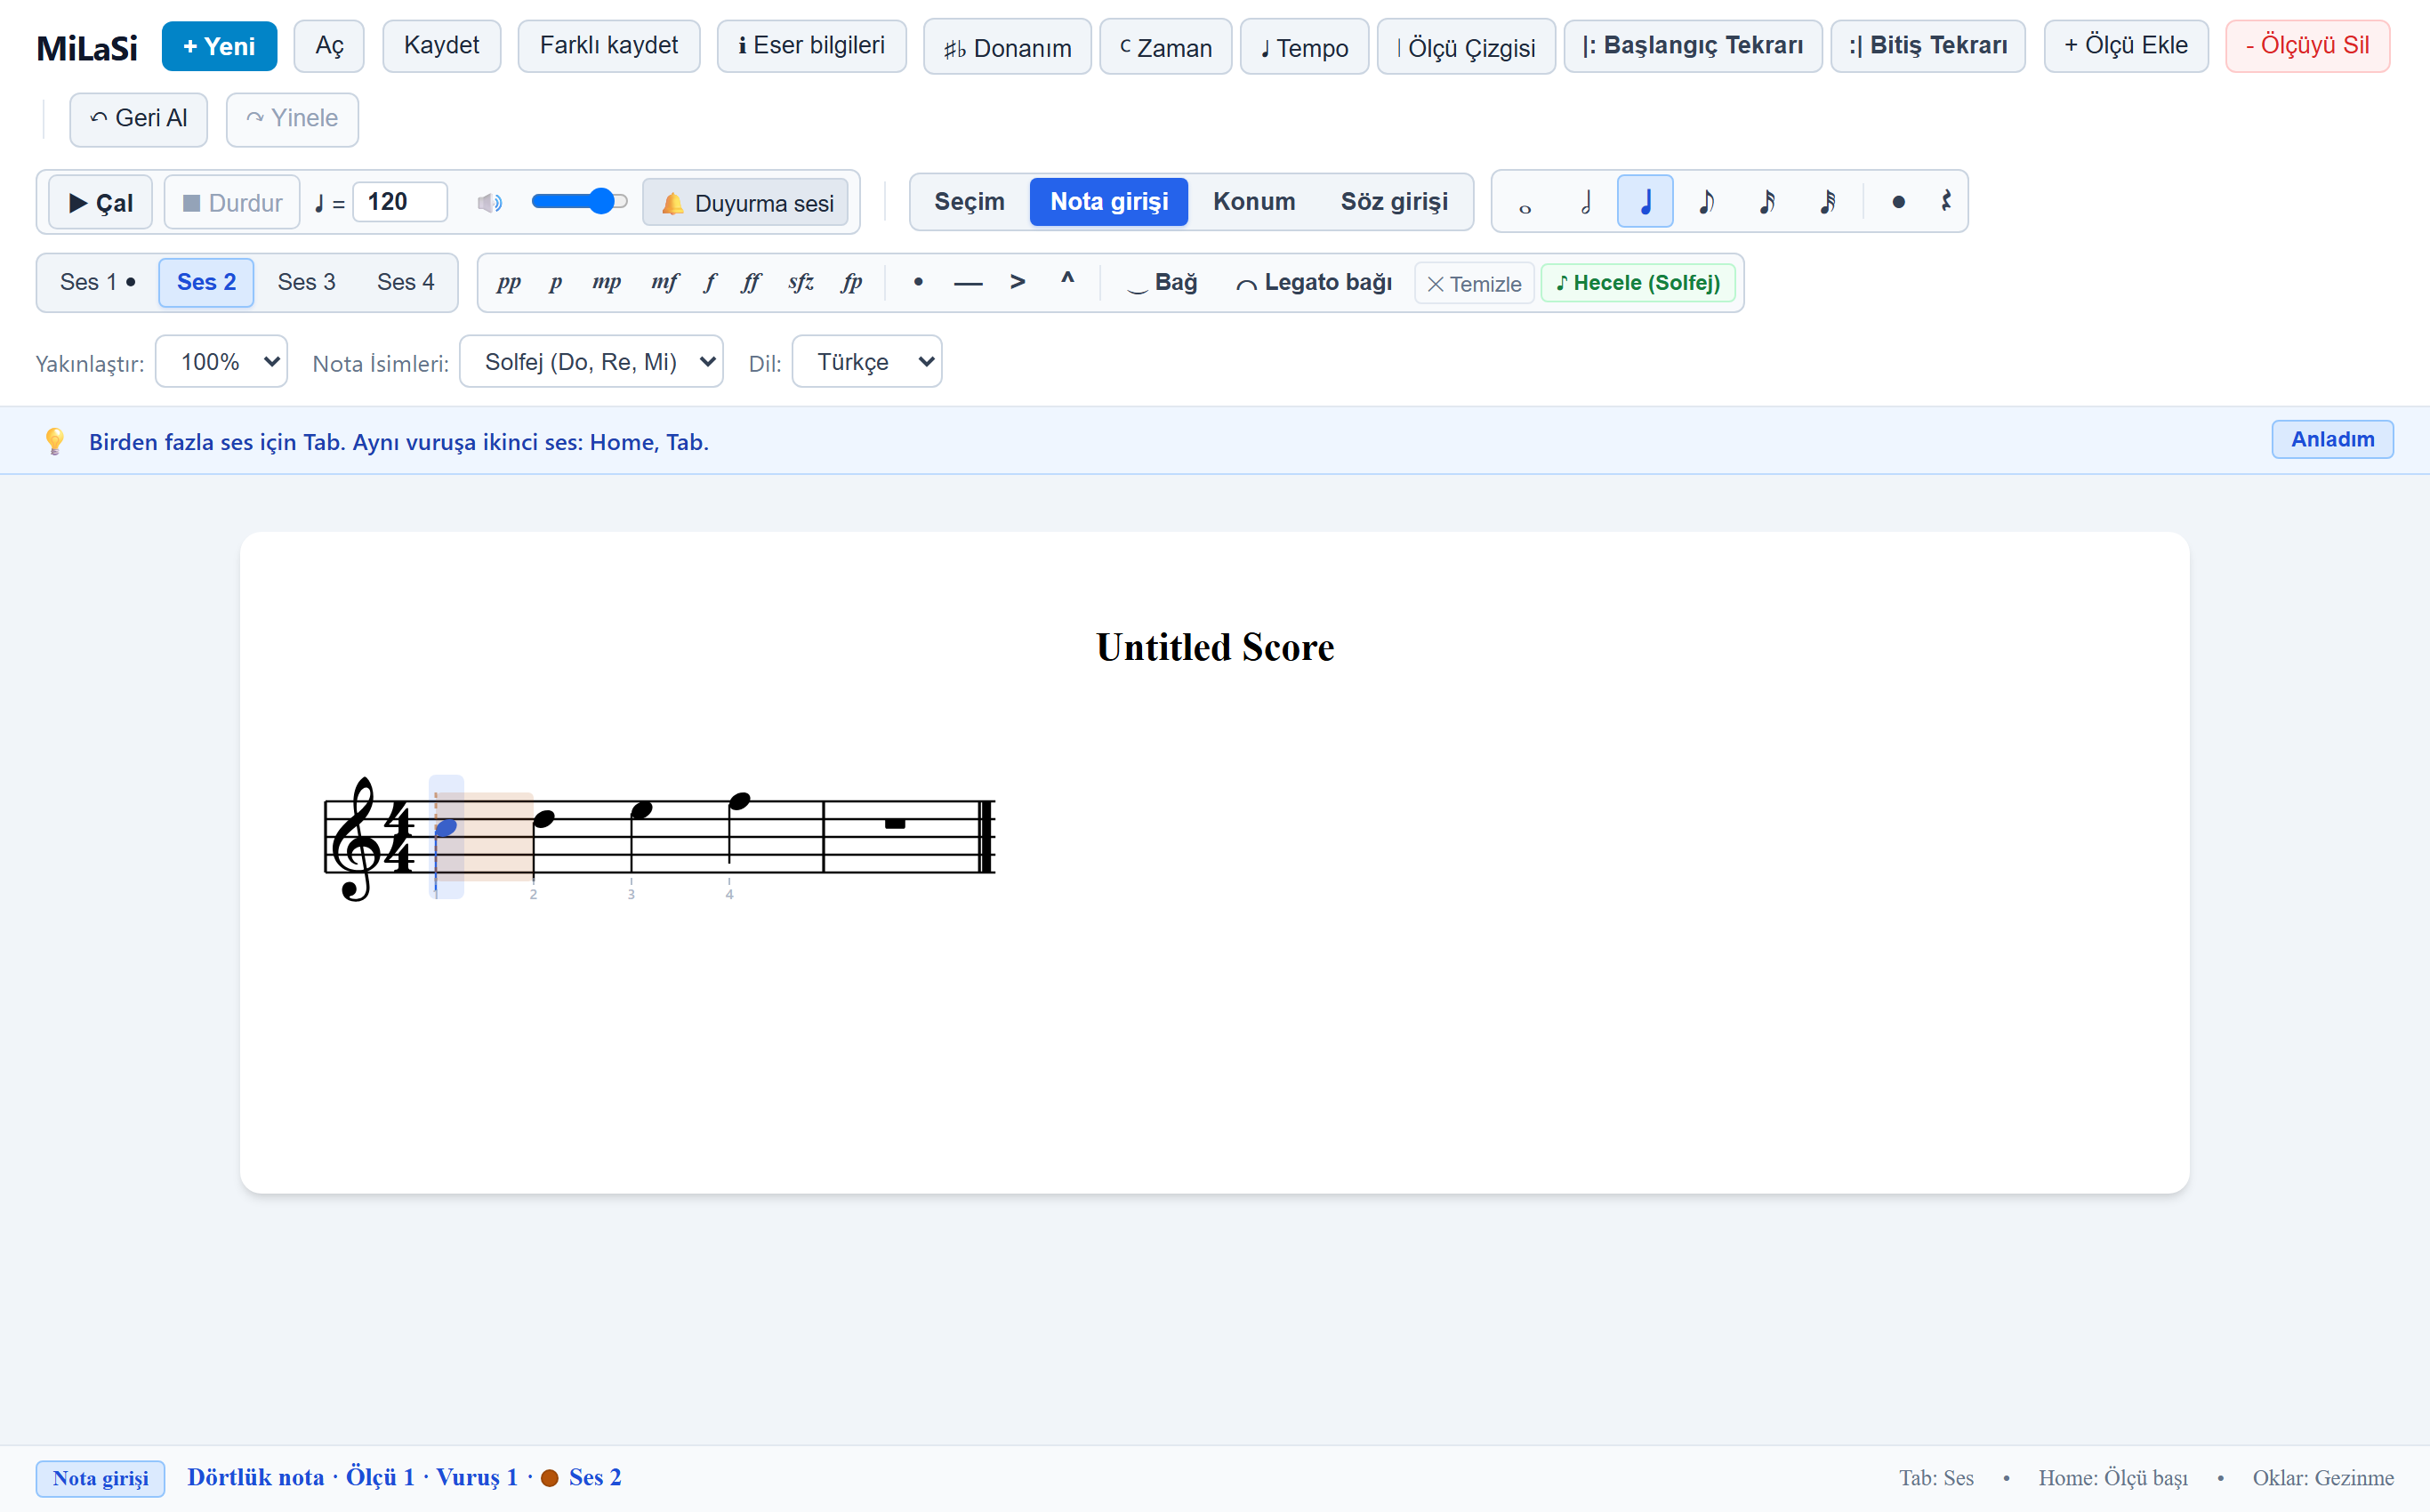 MiLaSi + Yeni Aç Kaydet Farklı kaydet ℹ Eser bilgileri ♯♭ Donanım C Zaman ♩ Tempo | Ölçü Çizgisi |: Başlangıç Tekrarı :| Bitiş Tekrarı + Ölçü Ekle - Ölçüyü Sil
↶ Geri Al ↷ Yinele
▶ Çal ■ Durdur ♩ = 120 🔔 Duyurma sesi Seçim Nota girişi Konum Söz girişi
Ses 1 • Ses 2 Ses 3 Ses 4 pp p mp mf f ff sfz fp • — > ^ ‿ Bağ ⌒ Legato bağı × Temizle ♪ Hecele (Solfej)
Yakınlaştır: 100% Nota İsimleri: Solfej (Do, Re, Mi) Dil: Türkçe
💡 Birden fazla ses için Tab. Aynı vuruşa ikinci ses: Home, Tab. Anladım
Untitled Score
4
4
1 2 3 4
Nota girişi Dörtlük nota · Ölçü 1 · Vuruş 1 · Ses 2 Tab: Ses • Home: Ölçü başı • Oklar: Gezinme